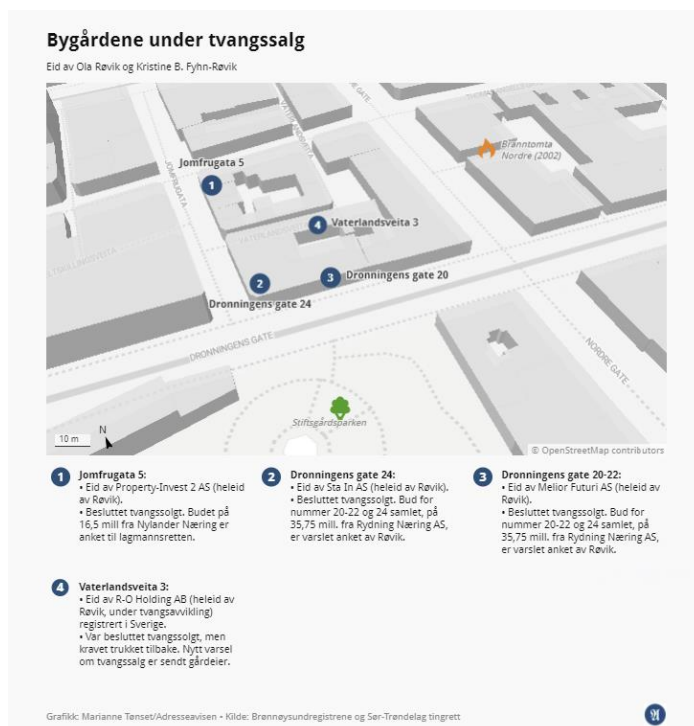 Bygårdene under tvangssalg
Eid av Ola Røvik og Kristine B. Fyhn-Røvik
VATERLANDSVEITA
Branntomta
Nordre (2002)
JOMFRUGATA
Jomfrugata 5
1
4
Vaterlandsveita 3
2
3
Dronningens gate 20
Dronningens gate 24
DRONNINGENS GATE
NORDRE GATE
Stiftsgårdsparken
10 m
N
© OpenStreetMap contributors
1
Jomfrugata 5:
• Eid av Property-Invest 2 AS (heleid
av Røvik).
• Besluttet tvangssolgt. Budet på
16,5 mill fra Nylander Næring er
anket til lagmannsretten.
2
Dronningens gate 24:
• Eid av Sta In AS (heleid av Røvik).
• Besluttet tvangssolgt. Bud for
nummer 20-22 og 24 samlet, på
35,75 mill. fra Rydning Næring AS,
er varslet anket av Røvik.
3
Dronningens gate 20-22:
• Eid av Melior Futuri AS (heleid av
Røvik).
• Besluttet tvangssolgt. Bud for
nummer 20-22 og 24 samlet, på
35,75 mill. fra Rydning Næring AS,
er varslet anket av Røvik.
4
Vaterlandsveita 3:
• Eid av R-O Holding AB (heleid av
Røvik, under tvangsavvikling)
registrert i Sverige.
• Var besluttet tvangssolgt, men
kravet trukket tilbake. Nytt varsel
om tvangssalg er sendt gårdeier.
Grafikk: Marianne Tønset/Adresseavisen • Kilde: Brønnøysundregistrene og Sør-Trøndelag tingrett